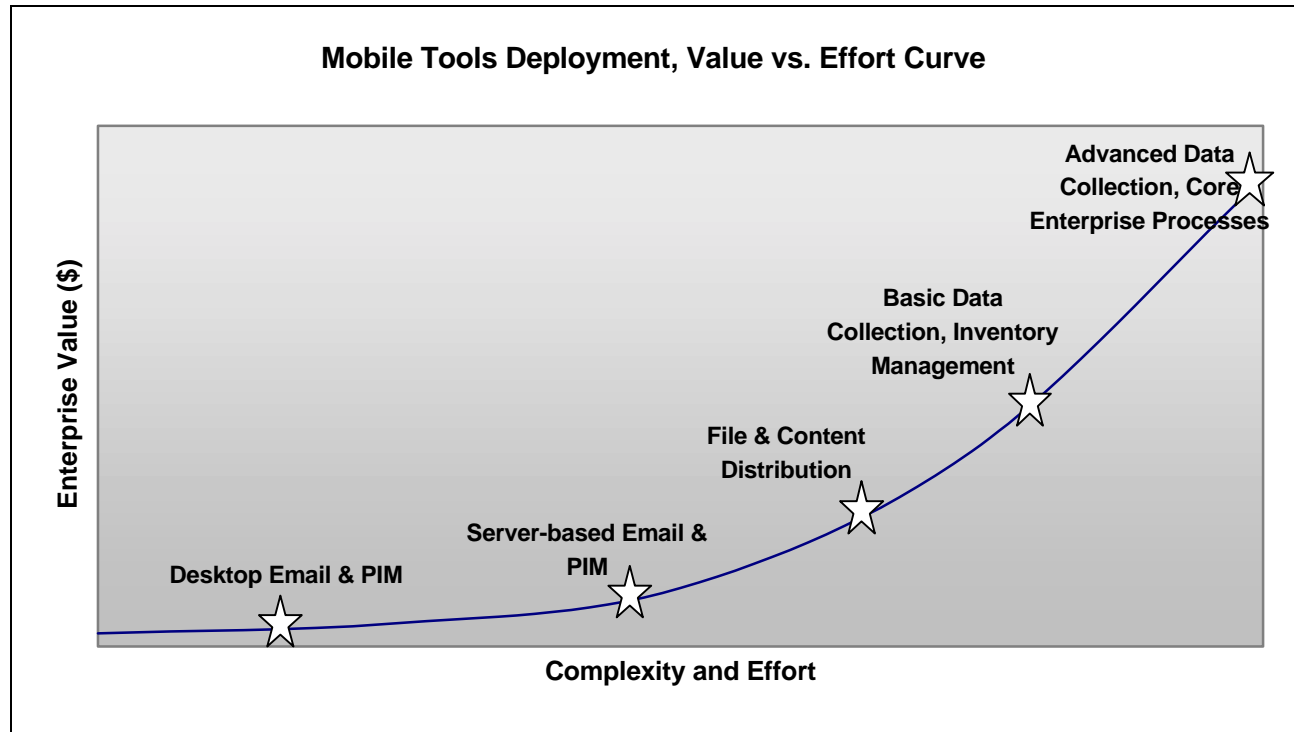 Mobile Tools Deployment, Value vs. Effort Curve
Advanced Data
Collection, Core
Enterprise Processes
Basic Data
Collection, Inventory
Management
File & Content
Distribution
Server-based Email &
PIM
Desktop Email & PIM
Enterprise Value ($)
Complexity and Effort